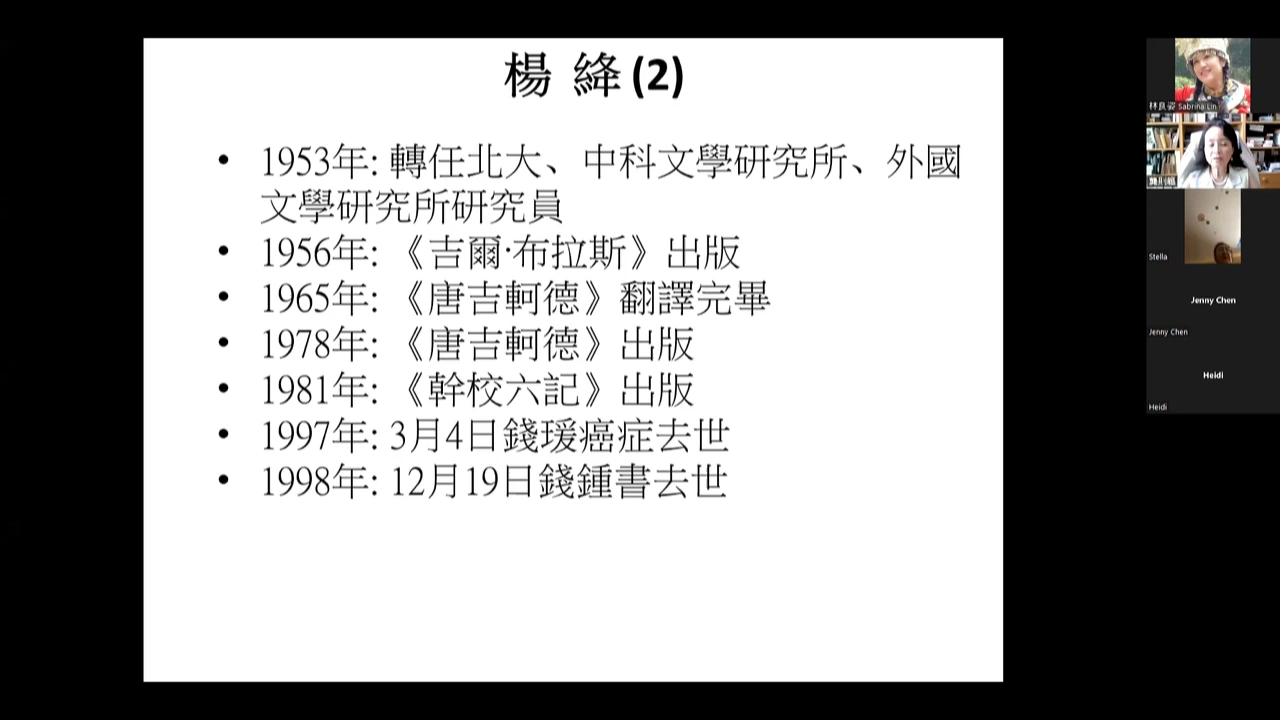 楊 絳 (2)
• 1953年: 轉任北大、中科文學研究所、外國
文學研究所研究員
• 1956年: 《吉爾·布拉斯》出版
• 1965年: 《唐吉軻德》翻譯完畢
• 1978年: 《唐吉軻德》出版
• 1981年: 《幹校六記》出版
• 1997年: 3月4日錢瑗癌症去世
• 1998年: 12月19日錢鍾書去世
林良姿 Sabrina Lin
Stella
Jenny Chen
Jenny Chen
Heidi
Heidi